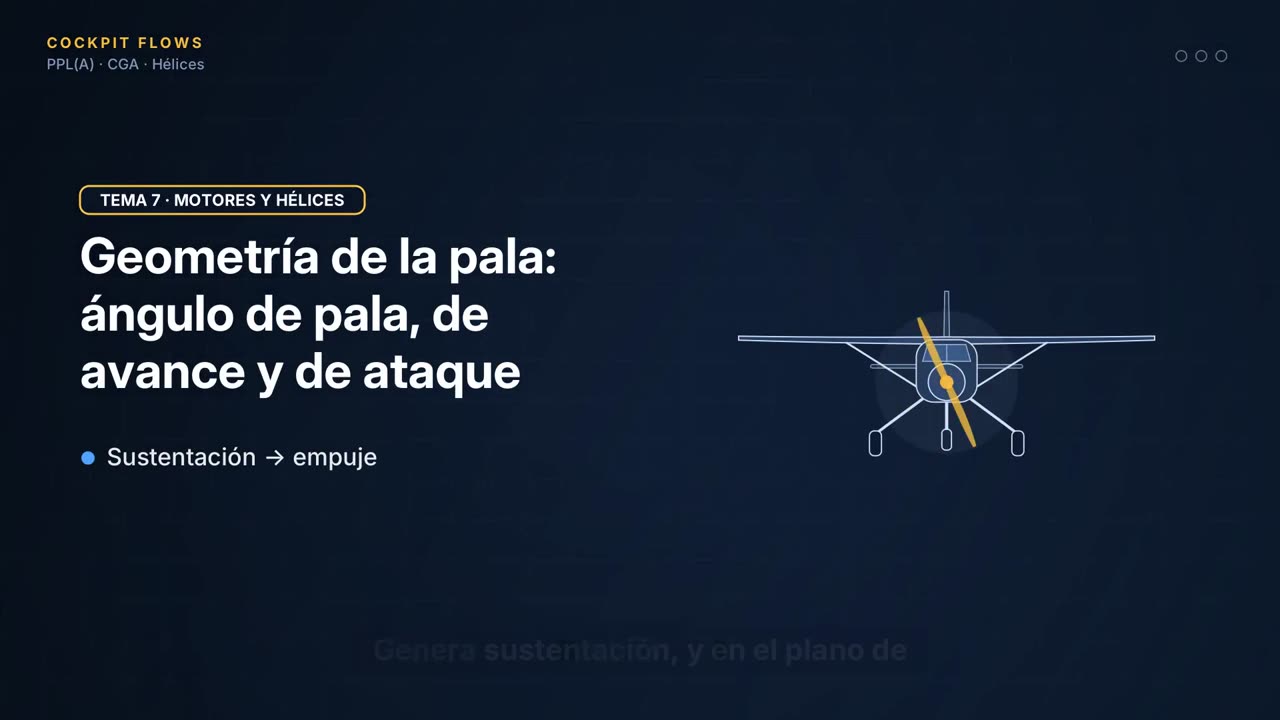 COCKPIT FLOWS
PPL(A) · CGA · Hélices
TEMA 7 · MOTORES Y HÉLICES
Geometría de la pala:
ángulo de pala, de
avance y de ataque
Sustentación → empuje
Genera sustentación, y en el plano de